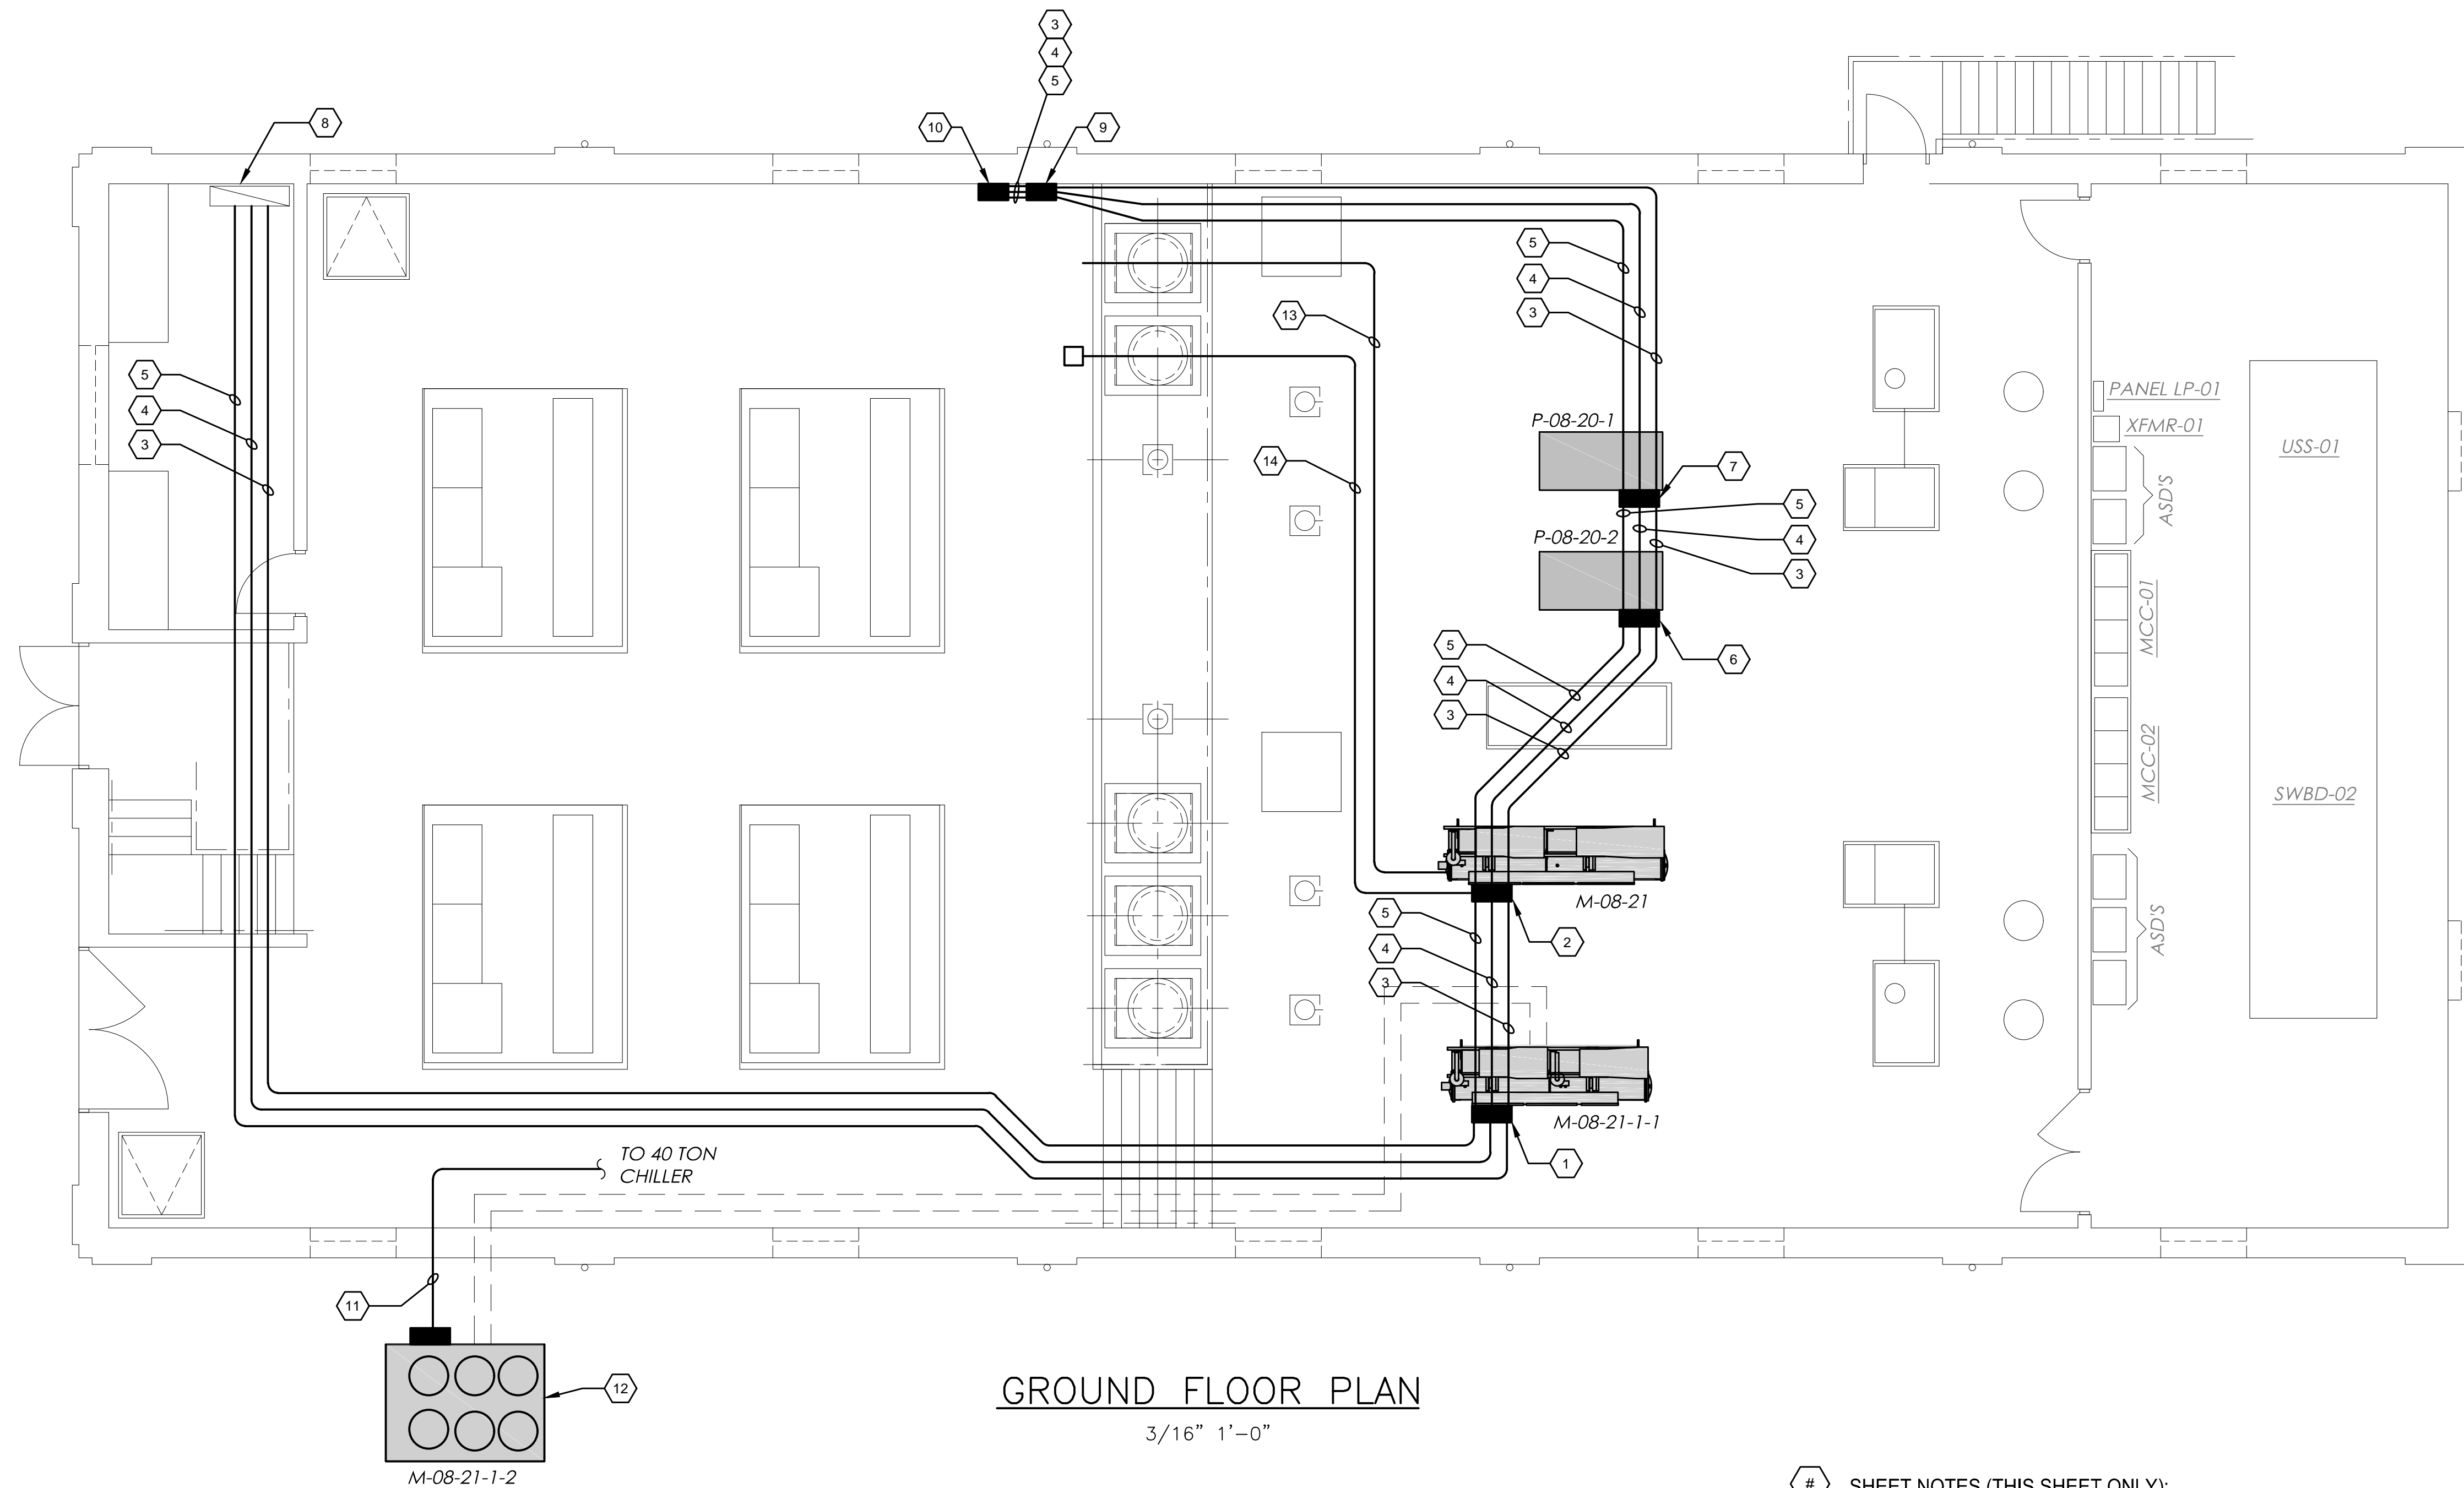 3
4
5
8
10
9
5
4
3
13
5
4
3
P-08-20-1
14
7
5
P-08-20-2
4
3
5
4
3
6
PANEL LP-01
XFMR-01
USS-01
ASD'S
MCC-01
MCC-02
SWBD-02
ASD'S
M-08-21
5
4
3
2
M-08-21-1-1
1
TO 40 TON
CHILLER
11
12
GROUND FLOOR PLAN
3/16” 1’-0”
M-08-21-1-2
# SHEET NOTES (THIS SHEET ONLY):